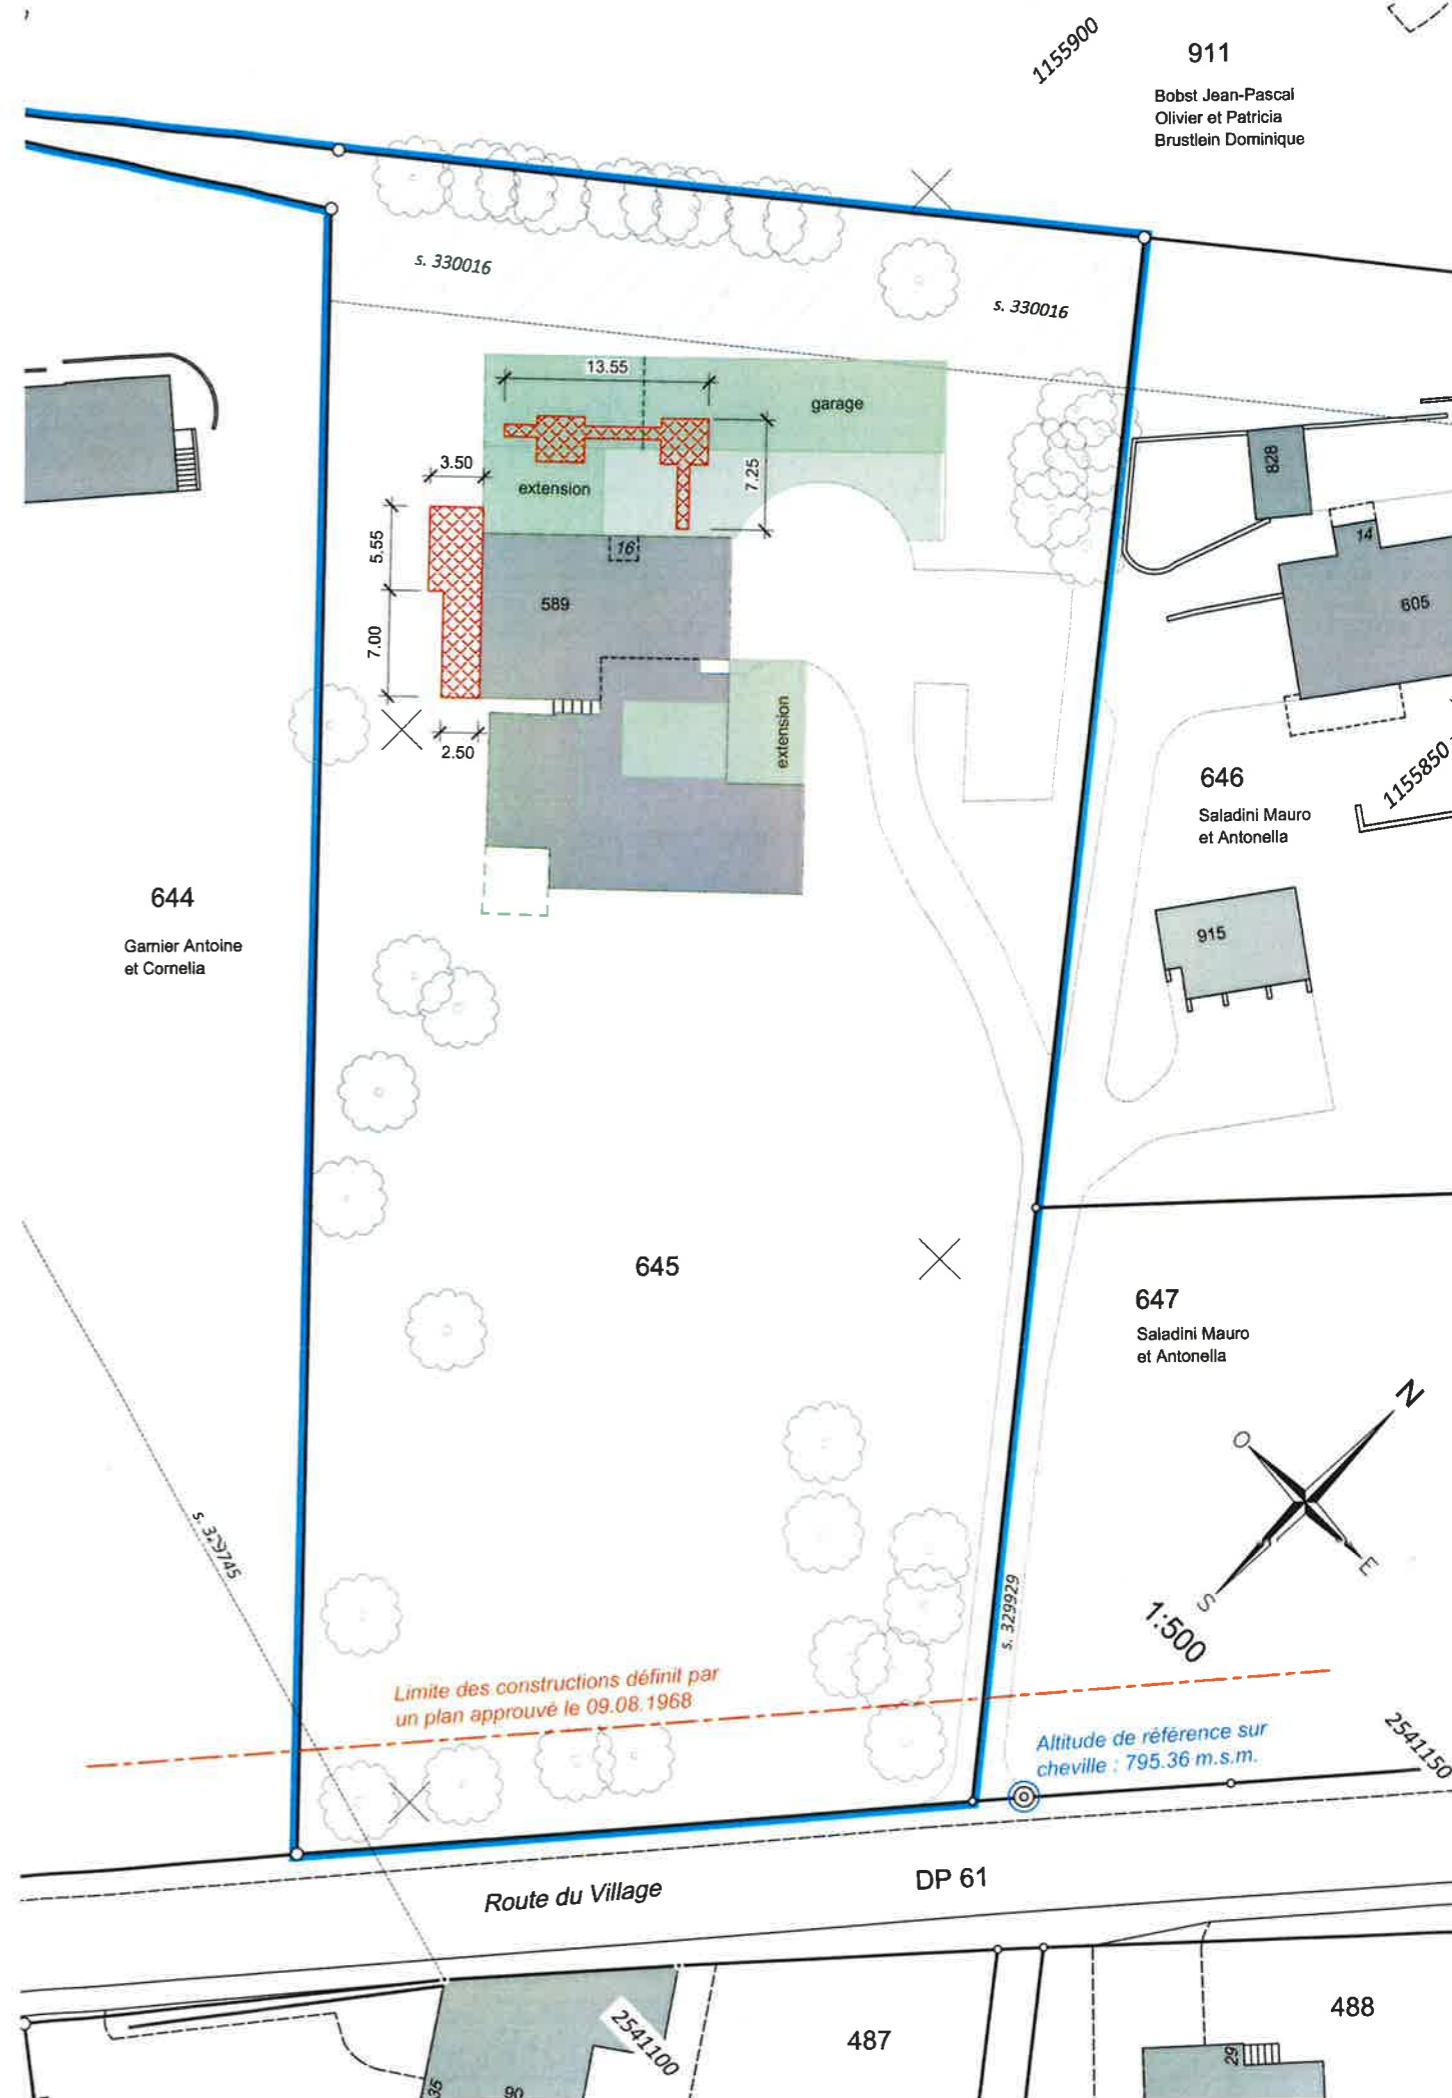 1155900
911
Bobst Jean-Pascal
Olivier et Patricia
Brustlein Dominique
s. 330016
s. 330016
13.55
garage
3.50
extension
7.25
828
5.55
16
14
589
605
7.00
extension
2.50
646
Saladini Mauro
et Antonella
1155850
644
Garnier Antoine
et Cornelia
915
645
647
Saladini Mauro
et Antonella
N
O
E
S
1:500
s. 329745
s. 329929
Limite des constructions définit par
un plan approuvé le 09.08.1968
Altitude de référence sur
cheville : 795.36 m.s.m.
2541150
Route du Village
DP 61
2541100
487
488
29
35